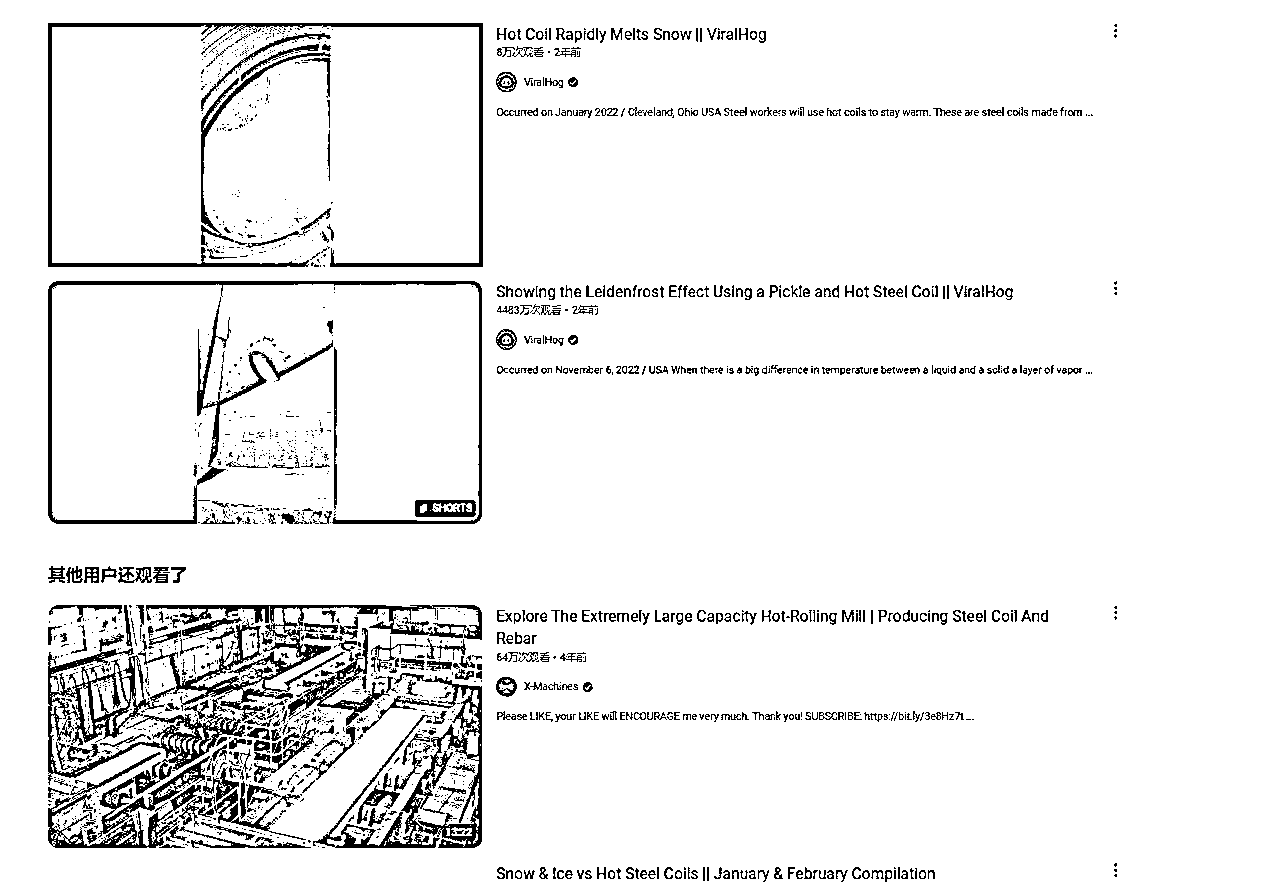 Hot Coil Rapidly Melts Snow || ViralHog
8万次观看 • 2年前
ViralHog
Occurred on January 2022 / Cleveland, Ohio USA Steel workers will use hot coils to stay warm. These are steel coils made from ...
Showing the Leidenfrost Effect Using a Pickle and Hot Steel Coil || ViralHog
4483万次观看 • 2年前
ViralHog
Occurred on November 6, 2022 / USA When there is a big difference in temperature between a liquid and a solid a layer of vapor ...
SHORTS
其他用户还观看了
Explore The Extremely Large Capacity Hot-Rolling Mill | Producing Steel Coil And
Rebar
64万次观看 • 4年前
X-Machines
Please LIKE, your LIKE will ENCOURAGE me very much. Thank you! SUBSCRIBE: https://bit.ly/3e8Hz7t ...
13:22
Snow & Ice vs Hot Steel Coils || January & February Compilation